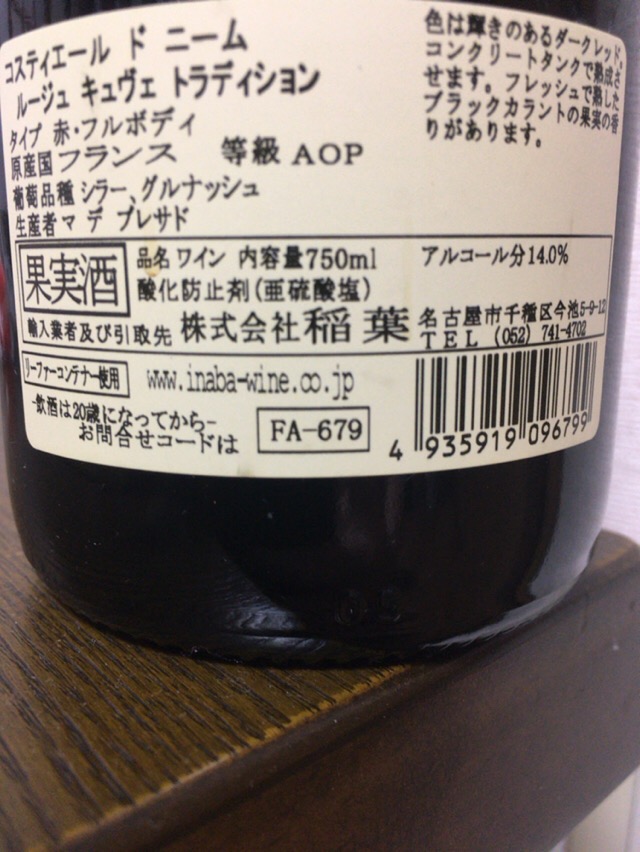 コスティエール ド ニーム
ルージュ キュヴェ トラディション
タイプ 赤・フルボディ
原産国 フランス 等級 AOP
葡萄品種 シラー、グルナッシュ
生産者 マ デ ブレサド
色は輝きのあるダークレッド。
コンクリートタンクで熟成さ
せます。フレッシュで熟した
ブラックカラントの果実の香
りがあります。
果実酒
品名 ワイン 内容量750ml
アルコール分14.0%
酸化防止剤(亜硫酸塩)
輸入業者及び引取先 株式会社 稲葉
名古屋市千種区今池5-9-12
TEL (052) 741-4702
リーファーコンテナー使用
www.inaba-wine.co.jp
-飲酒は20歳になってから-
お問合せコードは
FA-679
4 935919 096799